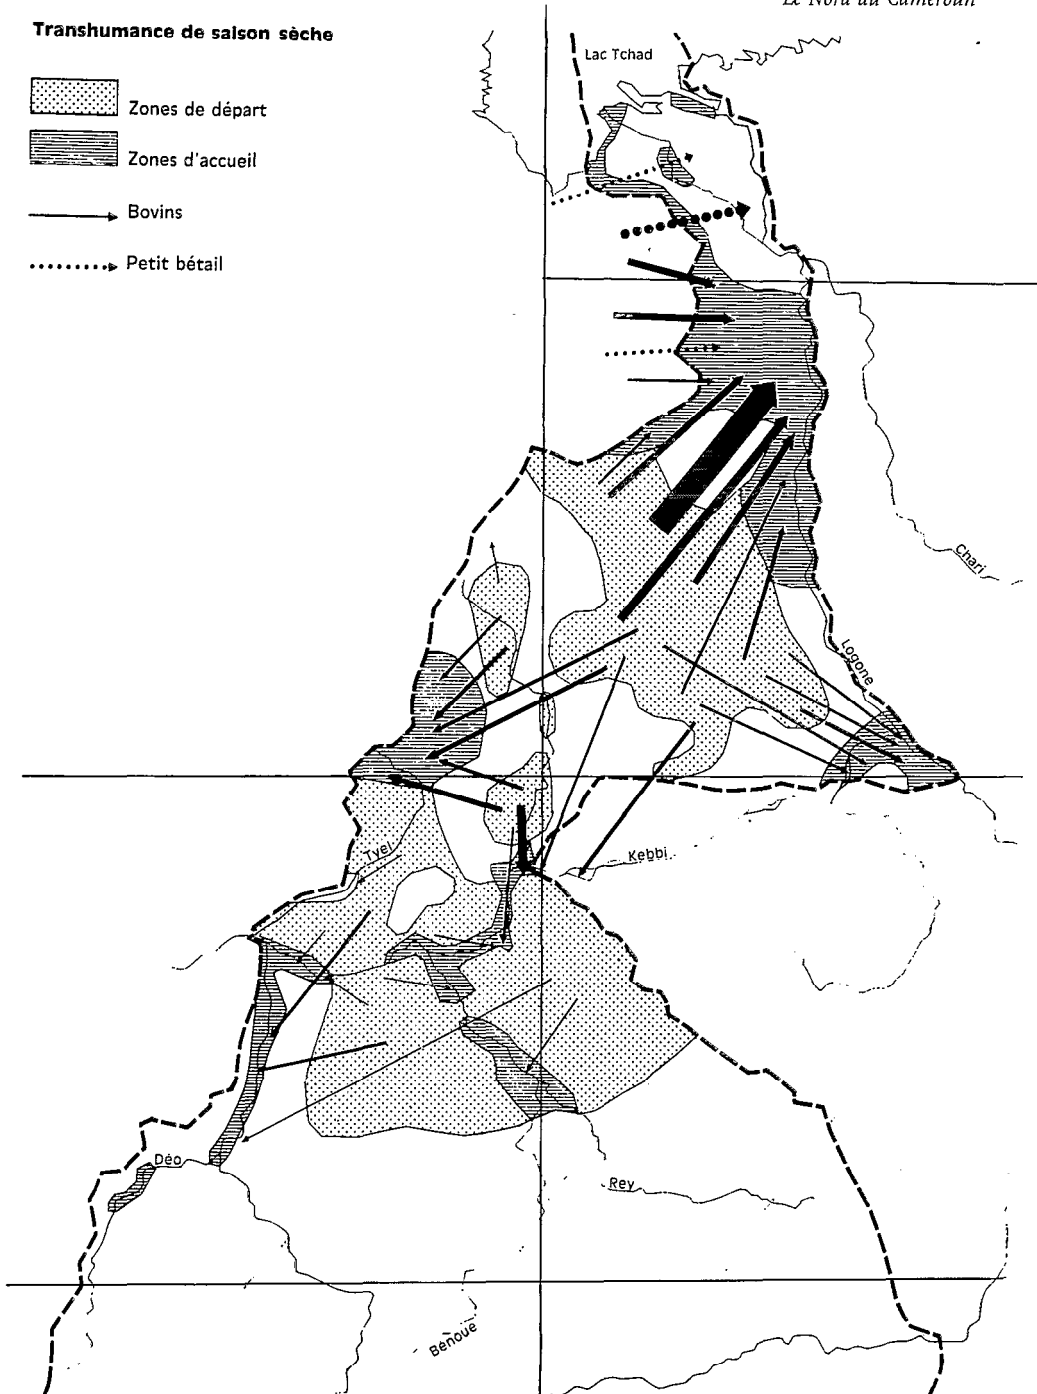 Le Nord du Cameroun
Transhumance de saison sèche
Lac Tchad
Zones de départ
Zones d'accueil
Bovins
Petit bétail
Chari
Logone
Tyel
Kebbi
Déo
Rey
Bénoué